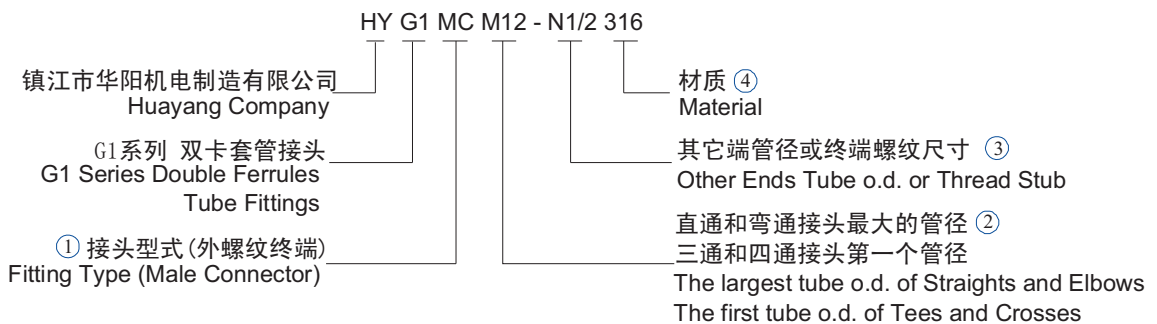 HY G1 MC M12 - N1/2 316
镇江市华阳机电制造有限公司
Huayang Company
G1系列 双卡套管接头
G1 Series Double Ferrules
Tube Fittings
① 接头型式(外螺纹终端)
Fitting Type (Male Connector)
材质 ④
Material
其它端管径或终端螺纹尺寸 ③
Other Ends Tube o.d. or Thread Stub
直通和弯通接头最大的管径 ②
三通和四通接头第一个管径
The largest tube o.d. of Straights and Elbows
The first tube o.d. of Tees and Crosses